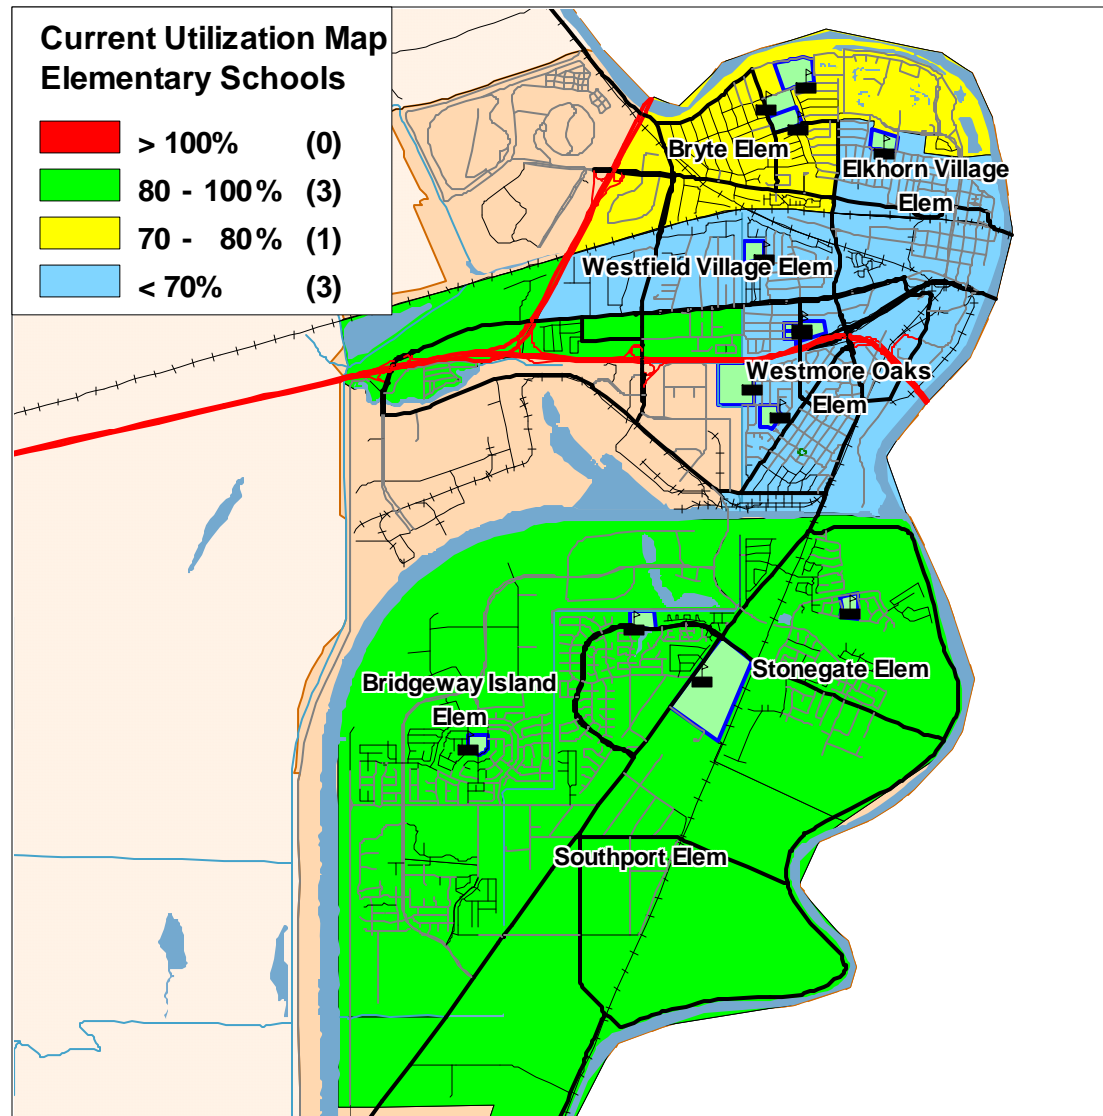 Current Utilization Map
Elementary Schools
> 100% (0)
80 - 100% (3)
70 - 80% (1)
< 70% (3)
Bryte Elem
Elkhorn Village
Elem
Westfield Village Elem
Westmore Oaks
Elem
Stonegate Elem
Bridgeway Island
Elem
Southport Elem